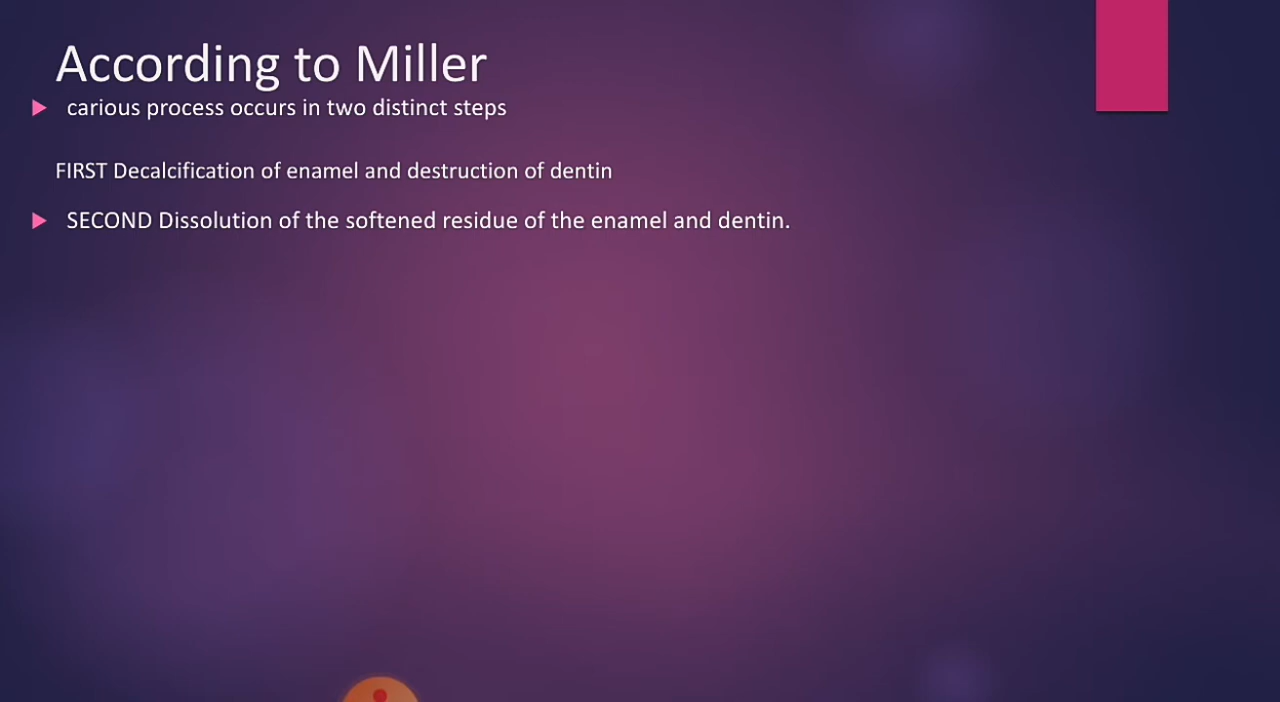 According to Miller
carious process occurs in two distinct steps
FIRST Decalcification of enamel and destruction of dentin
SECOND Dissolution of the softened residue of the enamel and dentin.